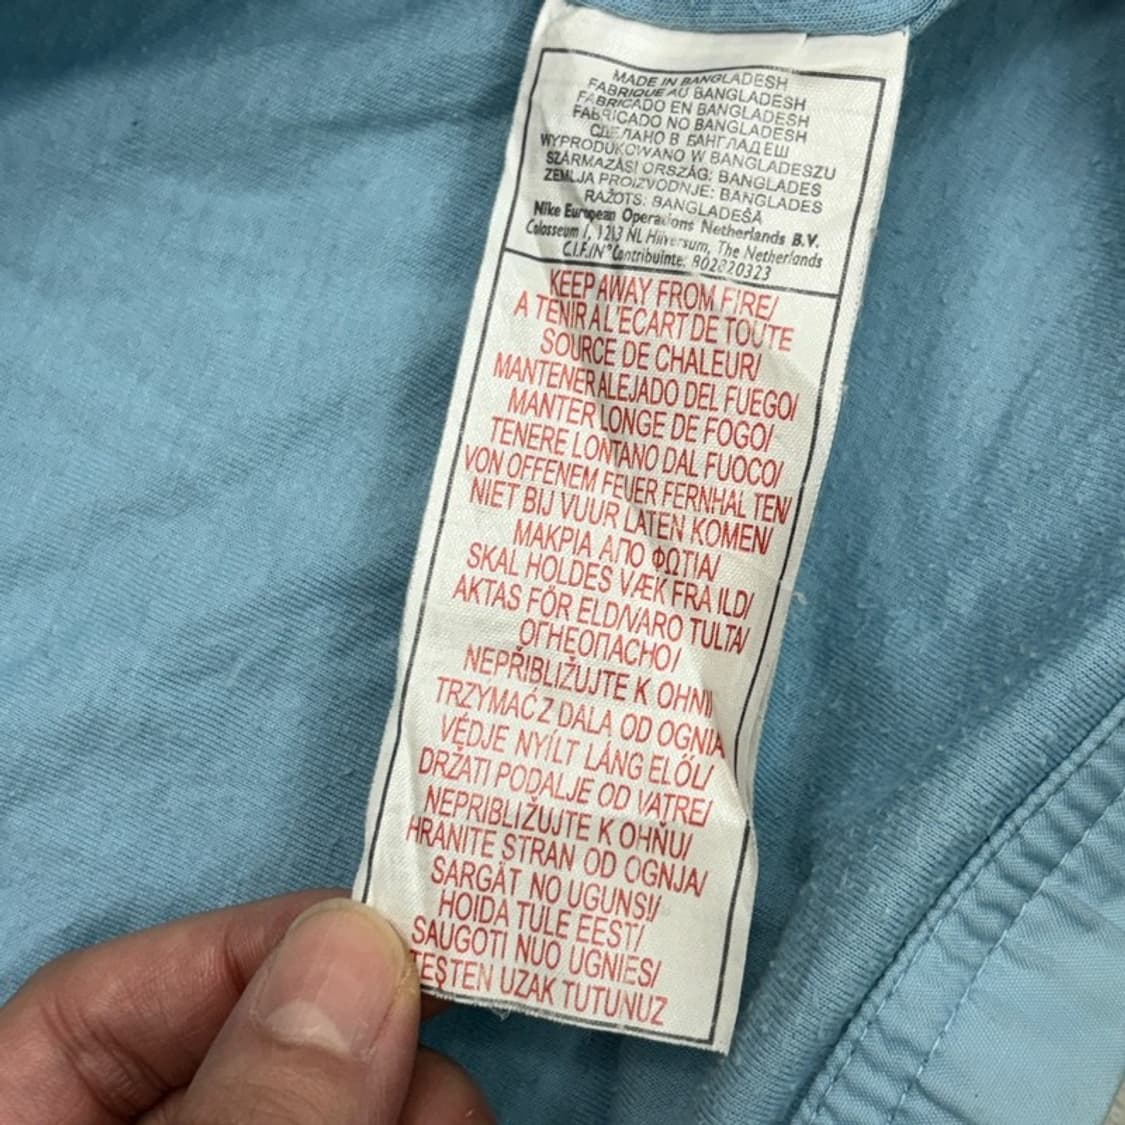 MADE IN BANGLADESH
FABRIQUE AU BANGLADESH
FABRICADO EN BANGLADESH
FABRICADO NO BANGLADESH
СДЕЛАНО В БАНГЛАДЕШ
WYPRODUKOWANO W BANGLADESZU
SZÁRMAZÁSI ORSZÁG: BANGLADES
ZEMLJA PROIZVODNJE: BANGLADES
RAŽOTS: BANGLADEŠĀ
Nike European Operations Netherlands B.V.
Colosseum 1, 1213 NL Hilversum, The Netherlands
C.I.F./N° Contribuinte: 802820323
KEEP AWAY FROM FIRE/
A TENIR A L'ECART DE TOUTE
SOURCE DE CHALEUR/
MANTENER ALEJADO DEL FUEGO/
MANTER LONGE DE FOGO/
TENERE LONTANO DAL FUOCO/
VON OFFENEM FEUER FERNHALTEN/
NIET BIJ VUUR LATEN KOMEN/
ΜΑΚΡΙΑ ΑΠΟ ΦΩΤΙΑ/
SKAL HOLDES VÆK FRA ILD/
AKTAS FÖR ELD/VARO TULTA/
ОГНЕОПАСНО/
NEPŘIBLIŽUJTE K OHNI/
TRZYMAĆ Z DALA OD OGNIA
VÉDJE NYÍLT LÁNG ELŐL/
DRŽATI PODALJE OD VATRE/
NEPRIBLIŽUJTE K OHŇU/
HRANITE STRAN OD OGNJA/
SARGĀT NO UGUNS!/
HOIDA TULE EEST/
SAUGOTI NUO UGNIES/
ATEŞTEN UZAK TUTUNUZ